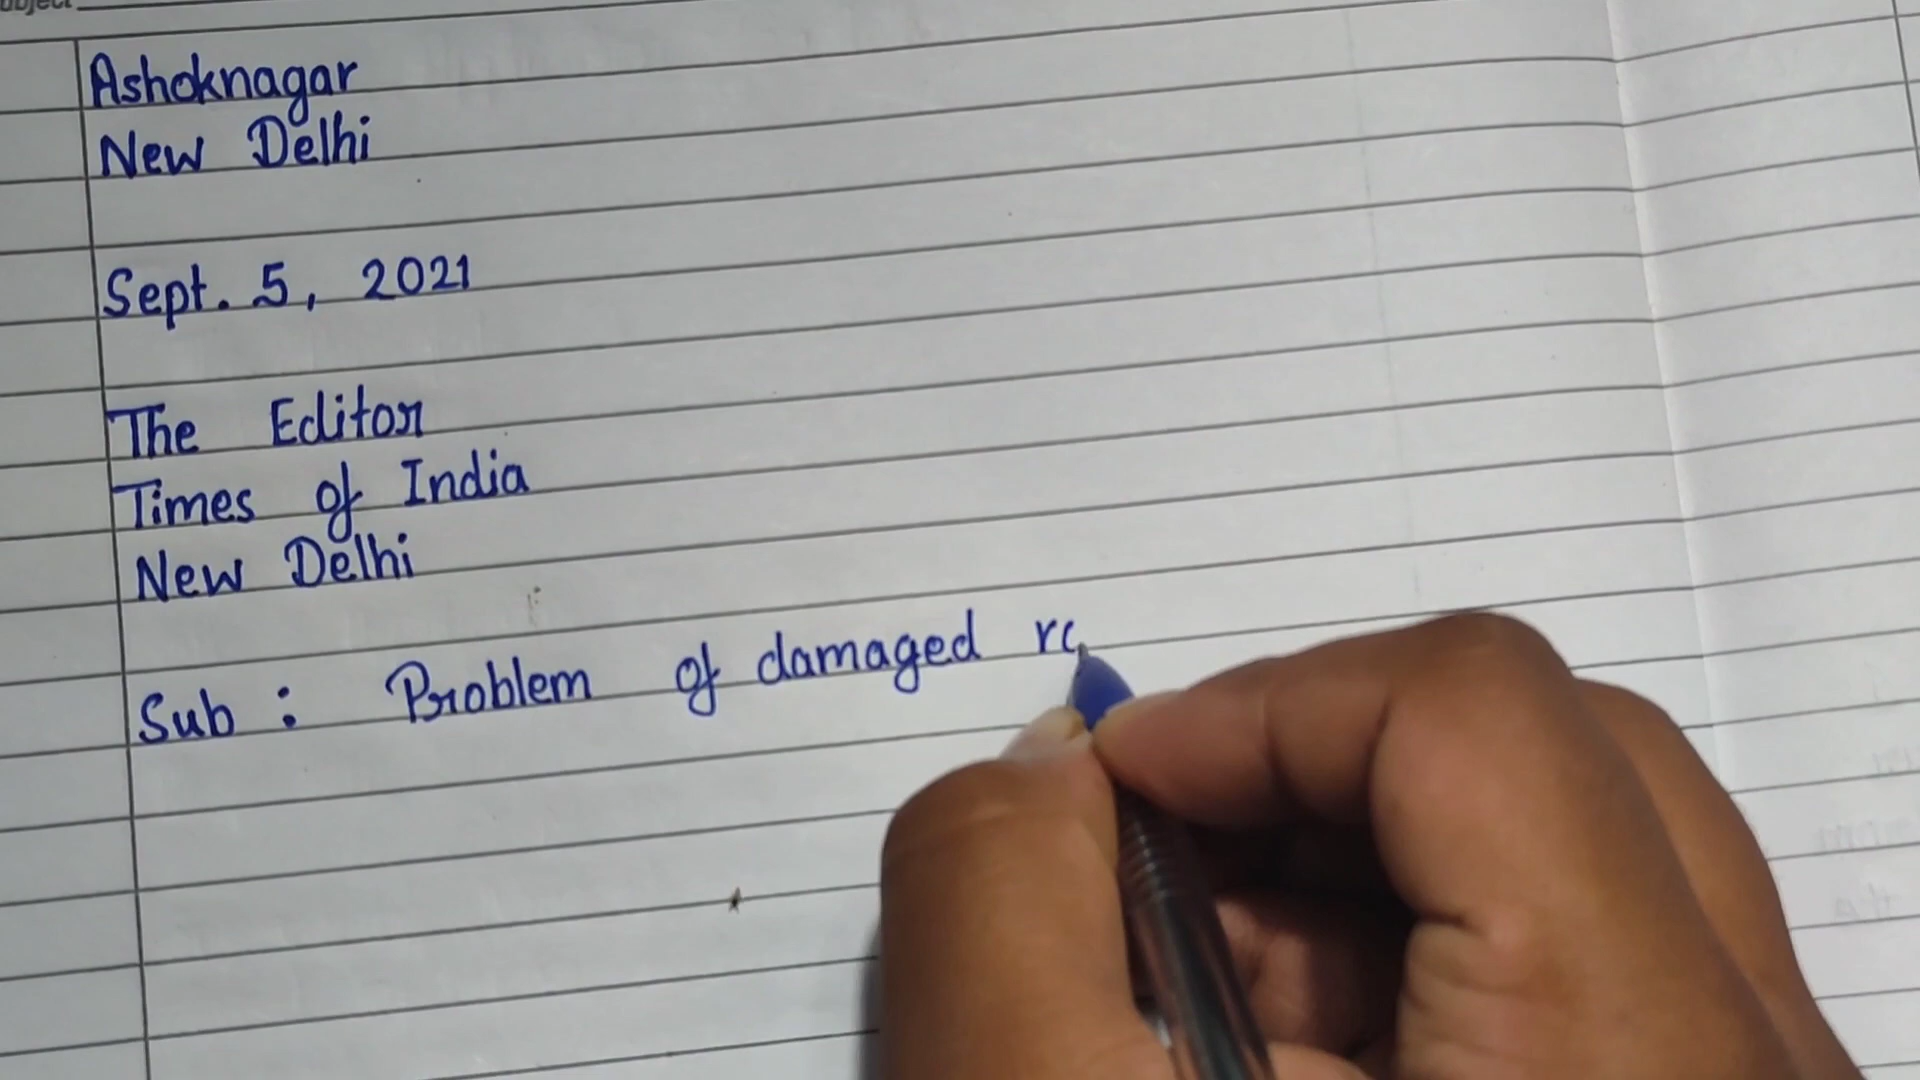 Ashoknagar
New Delhi
Sept. 5, 2021
The Editor
Times of India
New Delhi
Sub : Problem of damaged